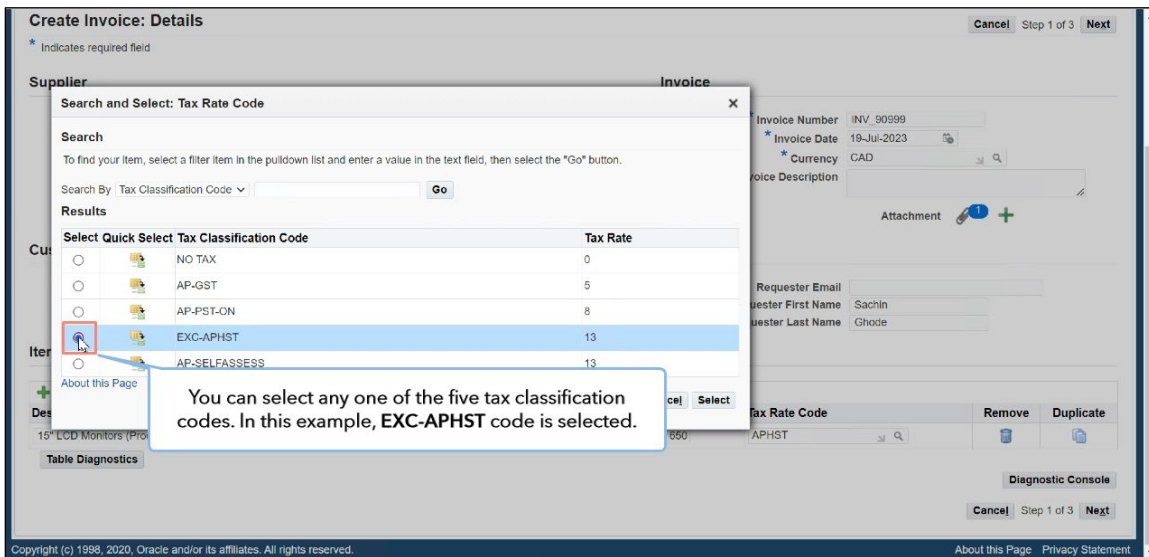 Create Invoice: Details
Cancel Step 1 of 3 Next
* Indicates required field
Supplier
Invoice
Search and Select: Tax Rate Code
* Invoice Number INV_90999
* Invoice Date 19-Jul-2023
* Currency CAD
voice Description
Attachment 1
Search
To find your item, select a filter item in the pulldown list and enter a value in the text field, then select the "Go" button.
Search By Tax Classification Code Go
Results
Select Quick Select Tax Classification Code Tax Rate
NO TAX 0
AP-GST 5
AP-PST-ON 8
EXC-APHST 13
AP-SELFASSESS 13
About this Page
cel Select
Cus
Requester Email
uester First Name Sachin
uester Last Name Ghode
Iter
You can select any one of the five tax classification
codes. In this example, EXC-APHST code is selected.
Des Tax Rate Code Remove Duplicate
15" LCD Monitors (Pro 650 APHST
Table Diagnostics
Diagnostic Console
Cancel Step 1 of 3 Next
Copyright (c) 1998, 2020, Oracle and/or its affiliates. All rights reserved.
About this Page Privacy Statement